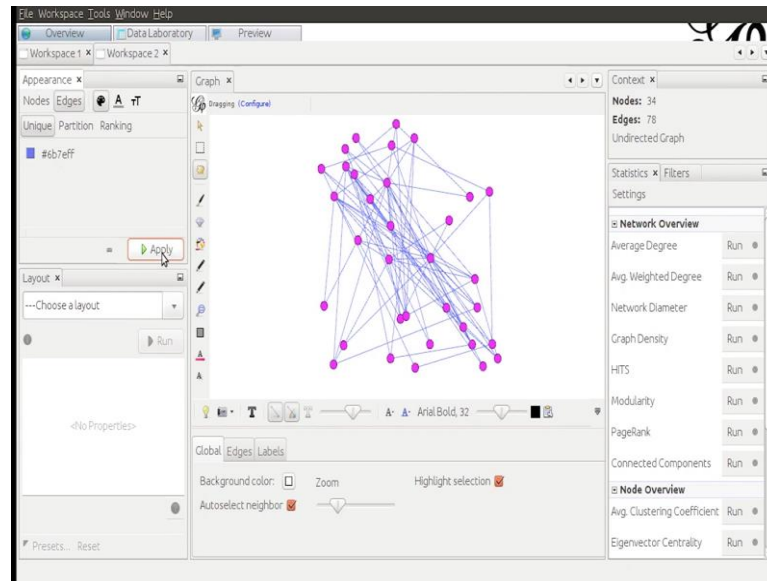 File Workspace Tools Window Help
Overview Data Laboratory Preview
Workspace 1 x Workspace 2 x
Appearance x
Nodes Edges A T
Unique Partition Ranking
#6b7eff
Apply
Layout x
---Choose a layout
Run
<No Properties>
Presets... Reset
Graph x
Dragging (Configure)
T A- A- Arial Bold, 32
Global Edges Labels
Background color: Zoom Highlight selection
Autoselect neighbor
Context x
Nodes: 34
Edges: 78
Undirected Graph
Statistics x Filters
Settings
Network Overview
Average Degree Run
Avg. Weighted Degree Run
Network Diameter Run
Graph Density Run
HITS Run
Modularity Run
PageRank Run
Connected Components Run
Node Overview
Avg. Clustering Coefficient Run
Eigenvector Centrality Run